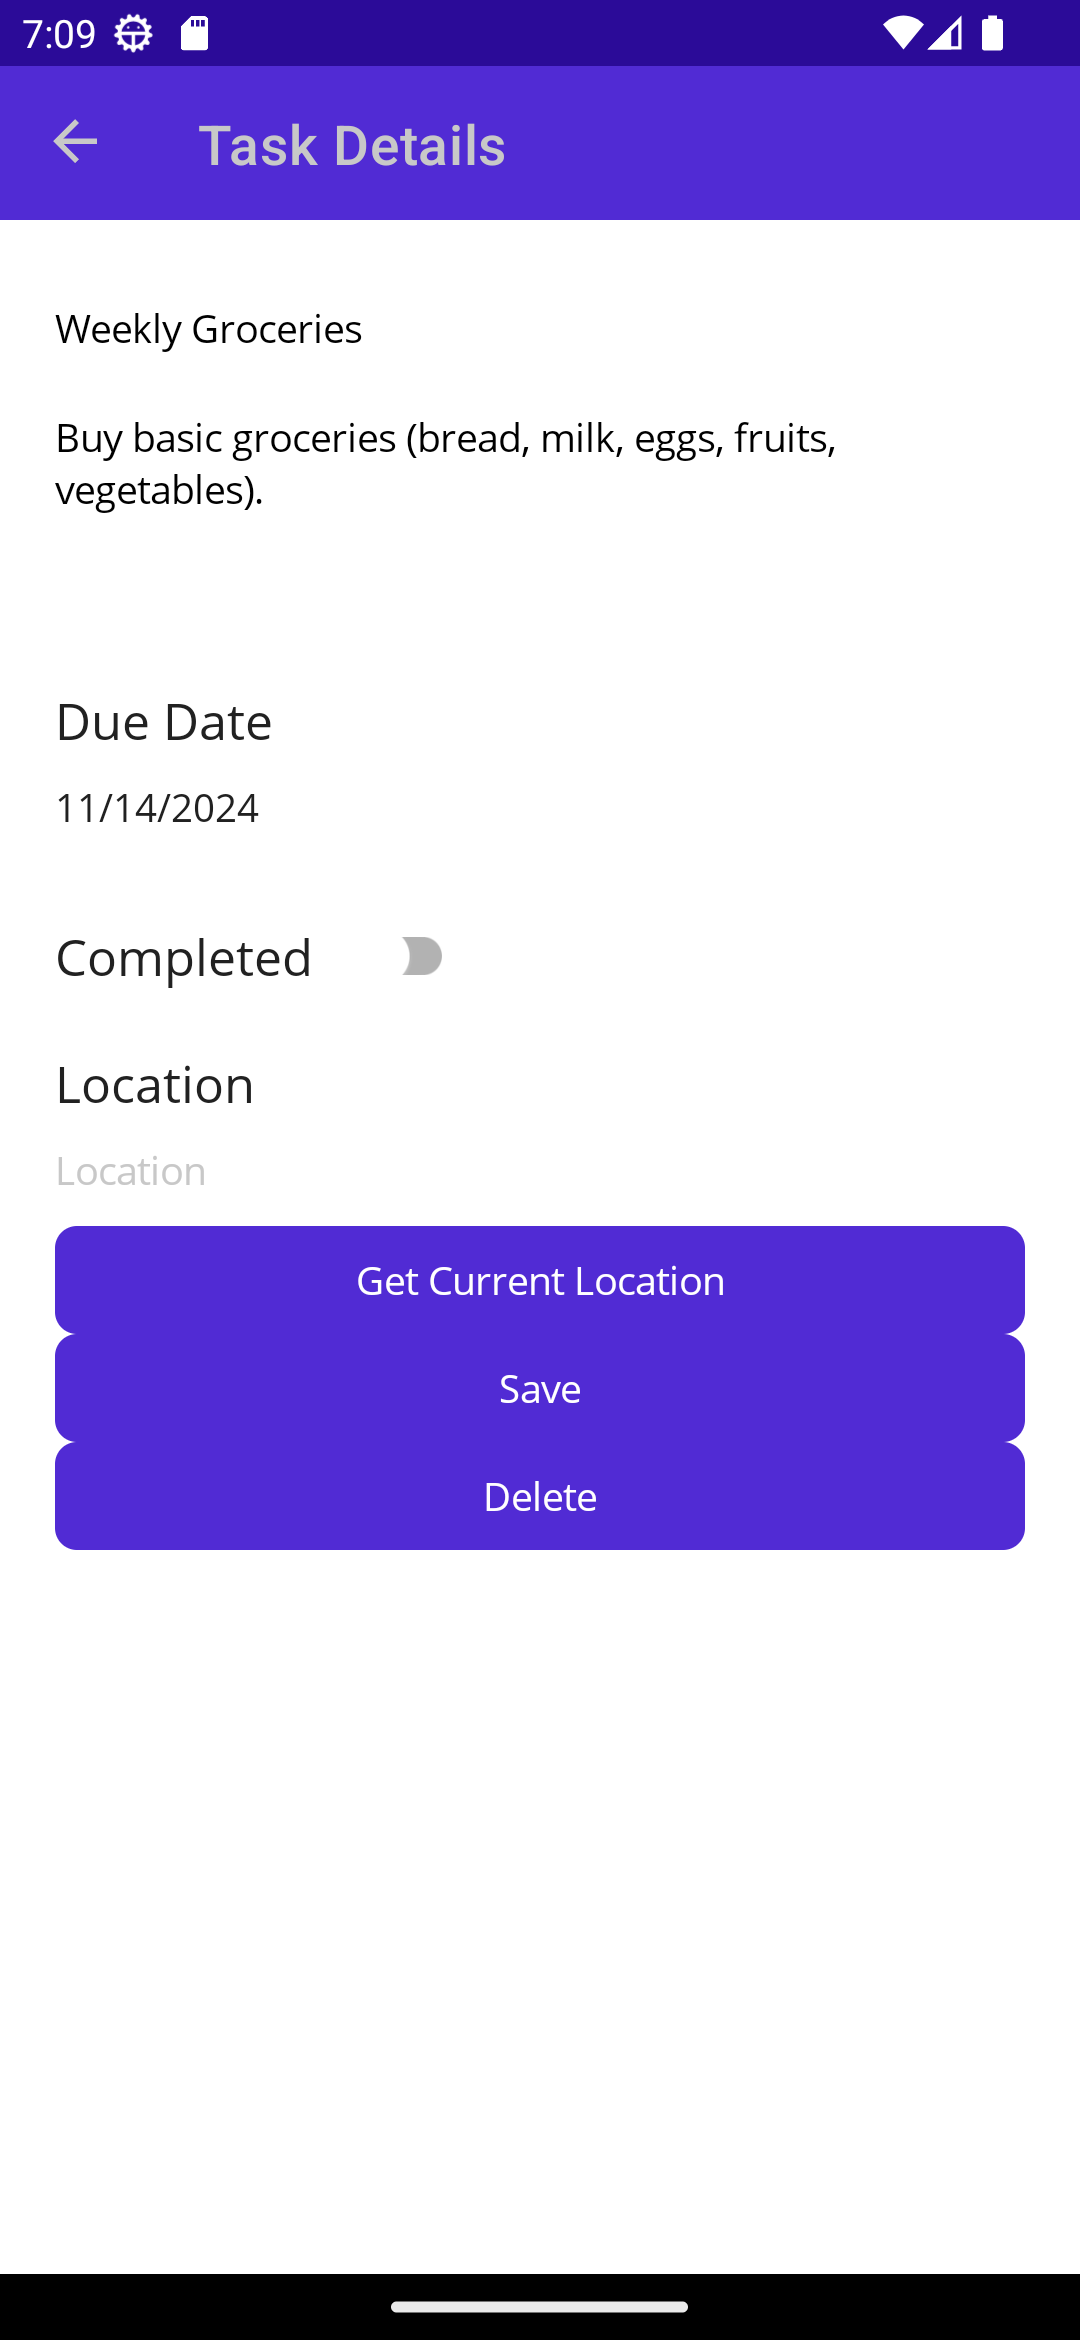 7:09
Task Details
Weekly Groceries
Buy basic groceries (bread, milk, eggs, fruits,
vegetables).
Due Date
11/14/2024
Completed
Location
Location
Get Current Location
Save
Delete